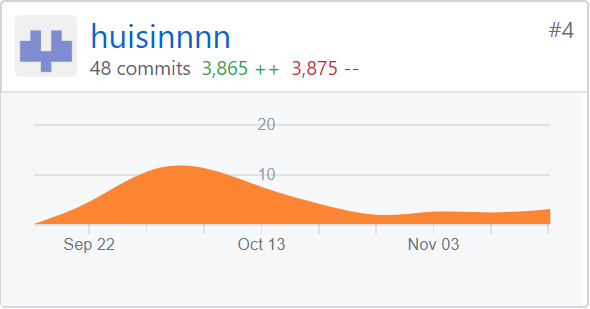 huisinnnn
#4
48 commits 3,865 ++ 3,875 --
20
10
Sep 22 Oct 13 Nov 03